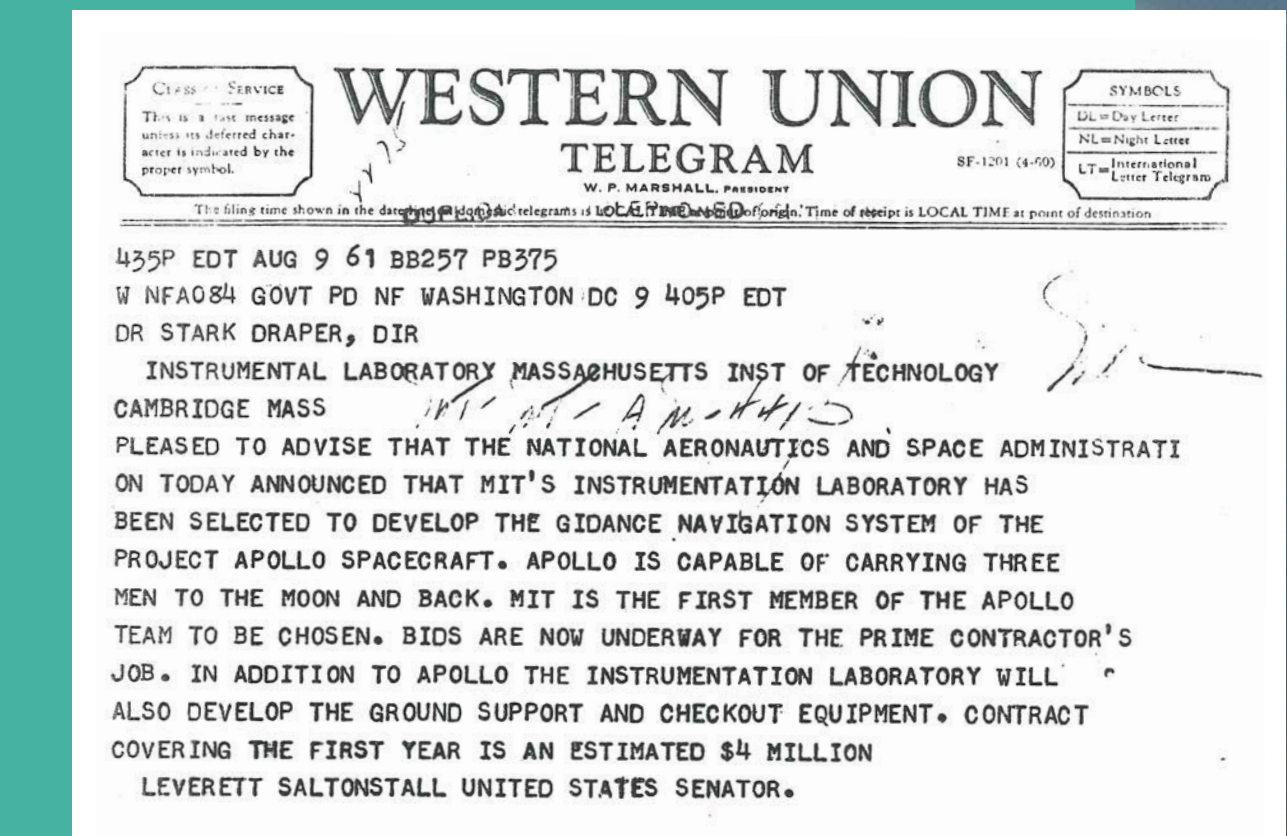 CLASS OF SERVICE
This is a fast message
unless its deferred char-
acter is indicated by the
proper symbol.
WESTERN UNION
TELEGRAM
W. P. MARSHALL, PRESIDENT
SF-1201 (4-60)
SYMBOLS
DL=Day Letter
NL=Night Letter
LT=International Letter Telegram
The filing time shown in the date line on domestic telegrams is LOCAL TIME at point of origin. Time of receipt is LOCAL TIME at point of destination
435P EDT AUG 9 61 BB257 PB375
W NFA084 GOVT PD NF WASHINGTON DC 9 405P EDT
DR STARK DRAPER, DIR
INSTRUMENTAL LABORATORY MASSACHUSETTS INST OF TECHNOLOGY
CAMBRIDGE MASS
PLEASED TO ADVISE THAT THE NATIONAL AERONAUTICS AND SPACE ADMINISTRATI
ON TODAY ANNOUNCED THAT MIT'S INSTRUMENTATION LABORATORY HAS
BEEN SELECTED TO DEVELOP THE GIDANCE NAVIGATION SYSTEM OF THE
PROJECT APOLLO SPACECRAFT. APOLLO IS CAPABLE OF CARRYING THREE
MEN TO THE MOON AND BACK. MIT IS THE FIRST MEMBER OF THE APOLLO
TEAM TO BE CHOSEN. BIDS ARE NOW UNDERWAY FOR THE PRIME CONTRACTOR'S
JOB. IN ADDITION TO APOLLO THE INSTRUMENTATION LABORATORY WILL
ALSO DEVELOP THE GROUND SUPPORT AND CHECKOUT EQUIPMENT. CONTRACT
COVERING THE FIRST YEAR IS AN ESTIMATED $4 MILLION
LEVERETT SALTONSTALL UNITED STATES SENATOR.